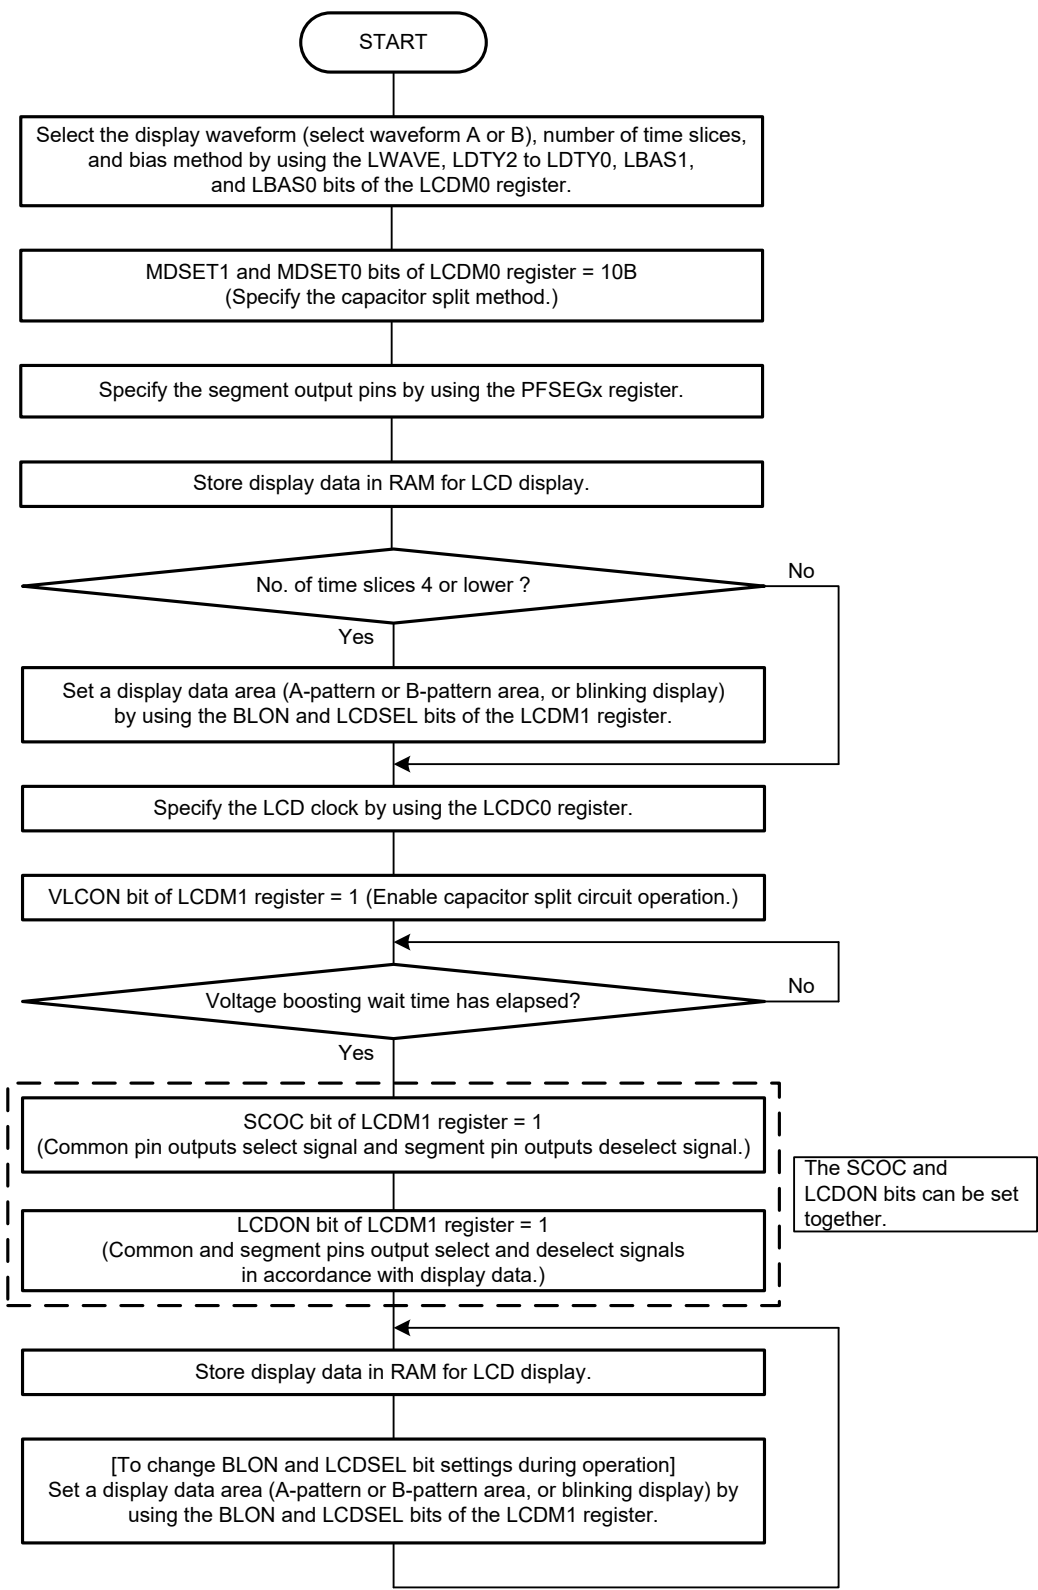 START
Select the display waveform (select waveform A or B), number of time slices,
and bias method by using the LWAVE, LDTY2 to LDTY0, LBAS1,
and LBAS0 bits of the LCDM0 register.
MDSET1 and MDSET0 bits of LCDM0 register = 10B
(Specify the capacitor split method.)
Specify the segment output pins by using the PFSEGx register.
Store display data in RAM for LCD display.
No. of time slices 4 or lower ?
No
Yes
Set a display data area (A-pattern or B-pattern area, or blinking display)
by using the BLON and LCDSEL bits of the LCDM1 register.
Specify the LCD clock by using the LCDC0 register.
VLCON bit of LCDM1 register = 1 (Enable capacitor split circuit operation.)
Voltage boosting wait time has elapsed?
No
Yes
SCOC bit of LCDM1 register = 1
(Common pin outputs select signal and segment pin outputs deselect signal.)
The SCOC and
LCDON bits can be set
together.
LCDON bit of LCDM1 register = 1
(Common and segment pins output select and deselect signals
in accordance with display data.)
Store display data in RAM for LCD display.
[To change BLON and LCDSEL bit settings during operation]
Set a display data area (A-pattern or B-pattern area, or blinking display) by
using the BLON and LCDSEL bits of the LCDM1 register.